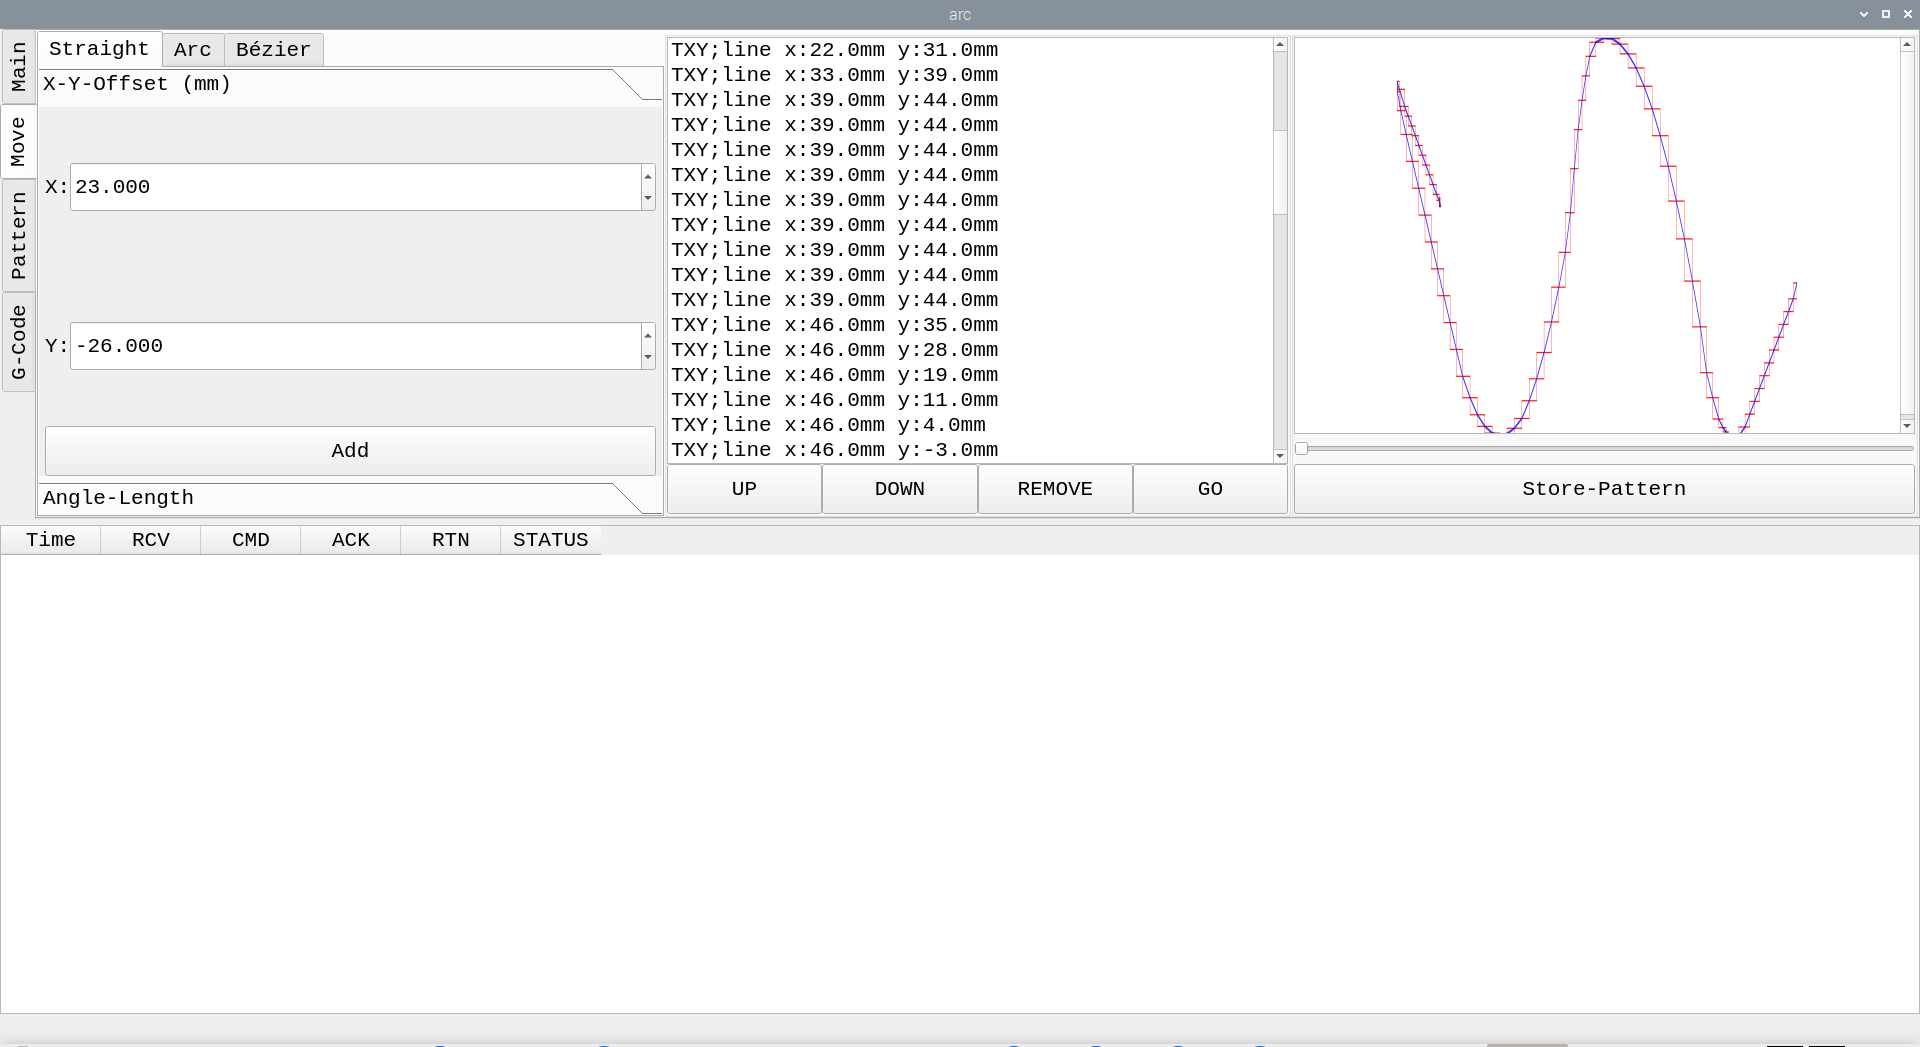 arc
Main
Move
Pattern
G-Code
Straight Arc Bézier
X-Y-Offset (mm)
X: 23.000
Y: -26.000
Add
Angle-Length
TXY;line x:22.0mm y:31.0mm
TXY;line x:33.0mm y:39.0mm
TXY;line x:39.0mm y:44.0mm
TXY;line x:39.0mm y:44.0mm
TXY;line x:39.0mm y:44.0mm
TXY;line x:39.0mm y:44.0mm
TXY;line x:39.0mm y:44.0mm
TXY;line x:39.0mm y:44.0mm
TXY;line x:39.0mm y:44.0mm
TXY;line x:39.0mm y:44.0mm
TXY;line x:39.0mm y:44.0mm
TXY;line x:46.0mm y:35.0mm
TXY;line x:46.0mm y:28.0mm
TXY;line x:46.0mm y:19.0mm
TXY;line x:46.0mm y:11.0mm
TXY;line x:46.0mm y:4.0mm
TXY;line x:46.0mm y:-3.0mm
UP DOWN REMOVE GO
Store-Pattern
Time RCV CMD ACK RTN STATUS